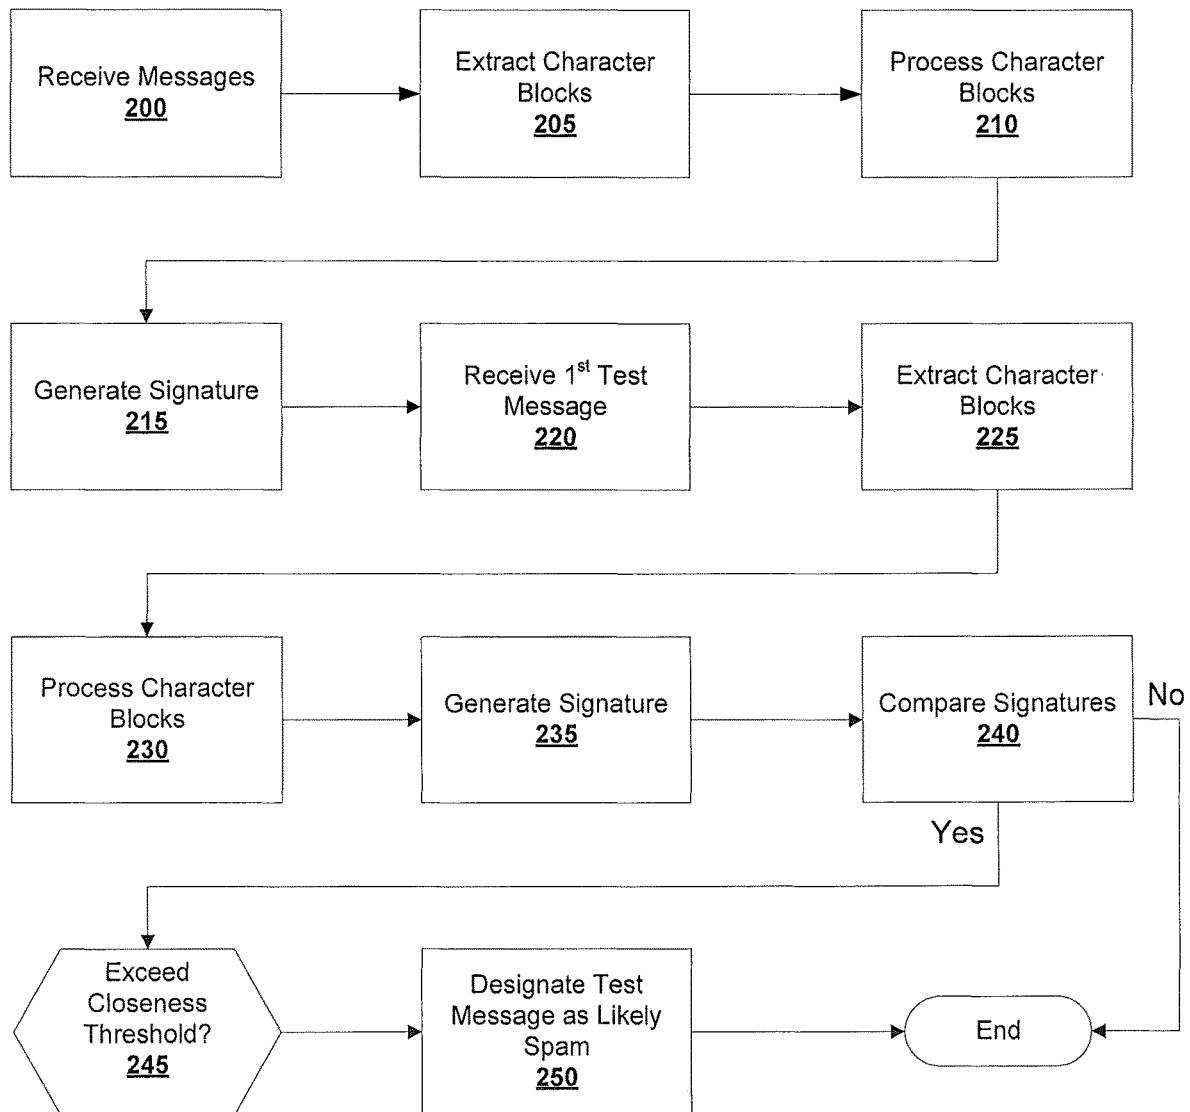 Receive Messages
200
Extract Character
Blocks
205
Process Character
Blocks
210
Generate Signature
215
Receive 1st Test
Message
220
Extract Character
Blocks
225
Process Character
Blocks
230
Generate Signature
235
Compare Signatures
240
No
Yes
Exceed
Closeness
Threshold?
245
Designate Test
Message as Likely
Spam
250
End